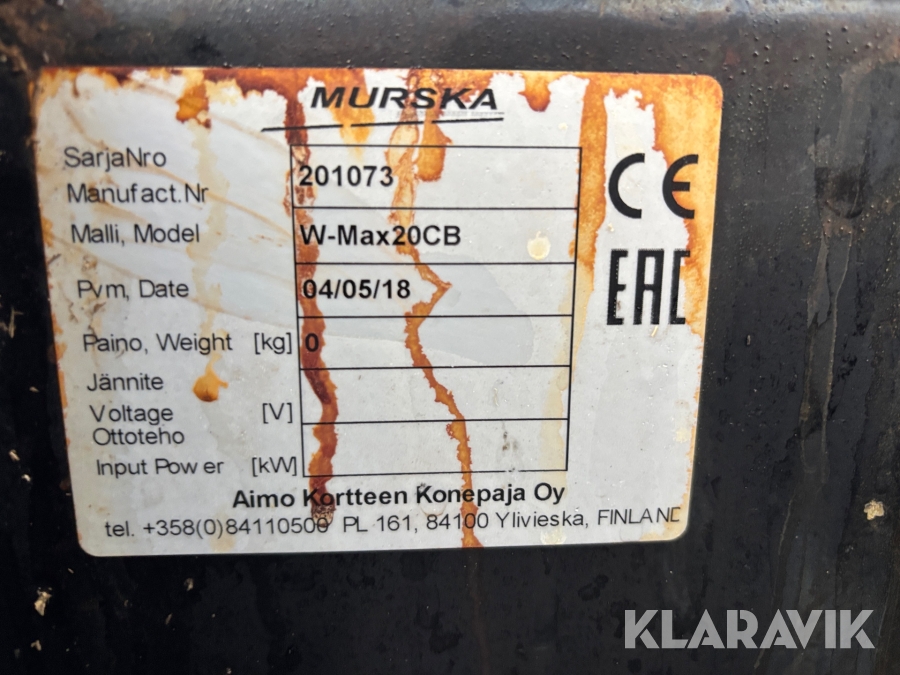 MURSKA
SarjaNro
Manufact.Nr 201073
Malli, Model W-Max20CB
Pvm, Date 04/05/18
Paino, Weight [kg] 0
Jännite
Voltage [V]
Ottoteho
Input Power [kW]
CE
EAC
Aimo Kortteen Konepaja Oy
tel. +358(0)84110500 PL 161, 84100 Ylivieska, FINLAND
KLARAVIK